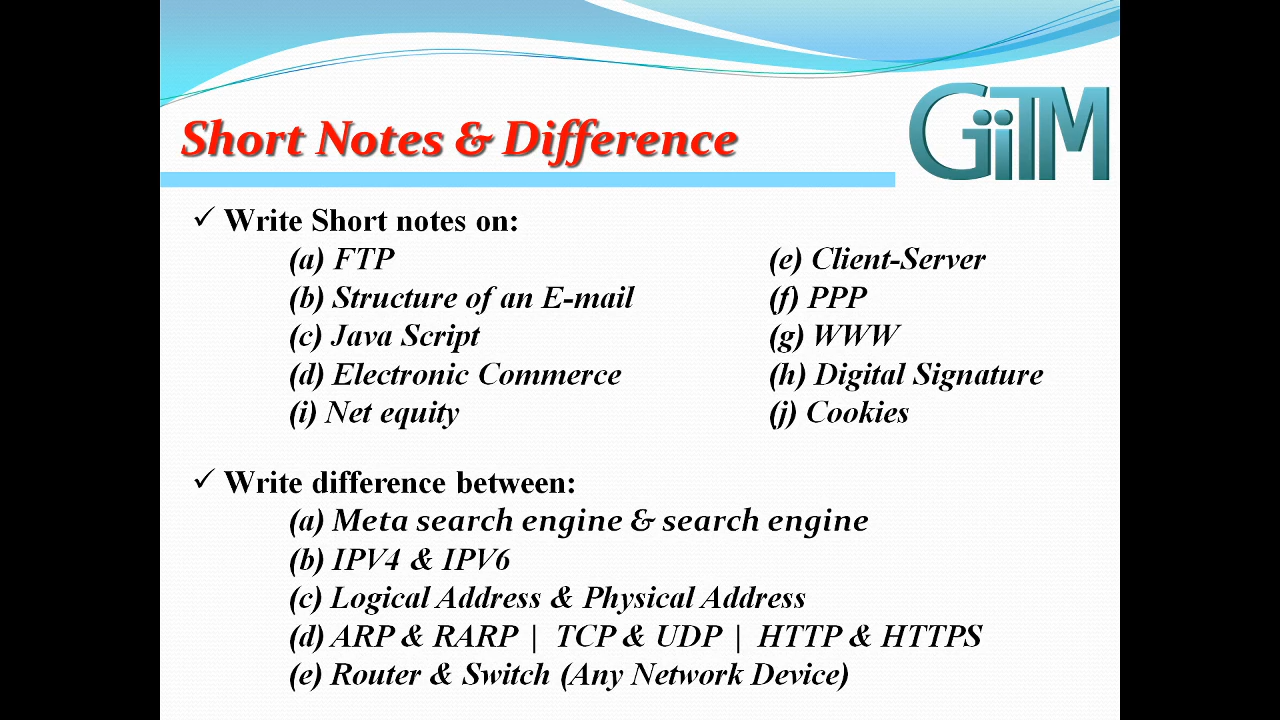 GiiTM
Short Notes & Difference
✓ Write Short notes on:
(a) FTP (e) Client-Server
(b) Structure of an E-mail (f) PPP
(c) Java Script (g) WWW
(d) Electronic Commerce (h) Digital Signature
(i) Net equity (j) Cookies
✓ Write difference between:
(a) Meta search engine & search engine
(b) IPV4 & IPV6
(c) Logical Address & Physical Address
(d) ARP & RARP | TCP & UDP | HTTP & HTTPS
(e) Router & Switch (Any Network Device)